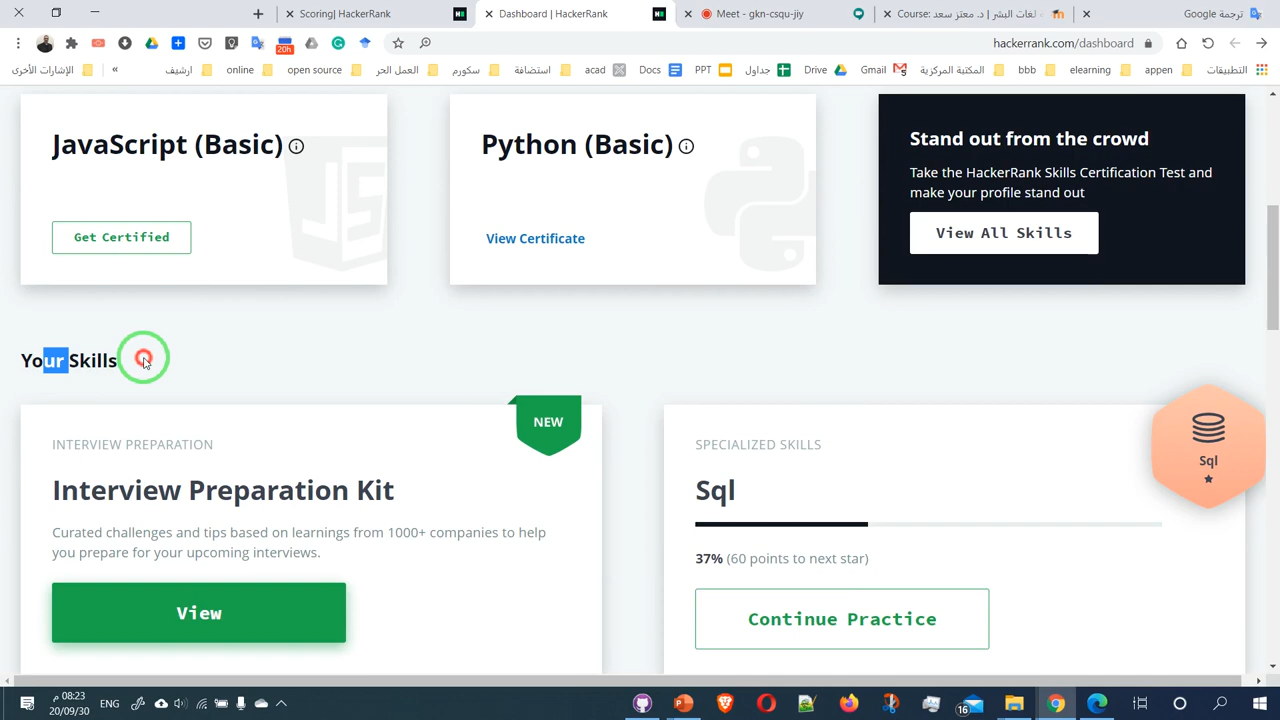 Scoring| HackerRank
Dashboard | HackerRank
Meet - gkn-csqu-jiy
Course: لغات البشر | د. معتز سعد
ترجمة Google
hackerrank.com/dashboard
20h
الإشارات الأخرى
«
ارشيف
online
open source
العمل الحر
سكورم
استضافة
acad
Docs
PPT
جداول
Drive
Gmail
المكتبة المركزية
bbb
elearning
appen
التطبيقات
JavaScript (Basic)
Get Certified
Python (Basic)
View Certificate
Stand out from the crowd
Take the HackerRank Skills Certification Test and
make your profile stand out
View All Skills
Your Skills
NEW
INTERVIEW PREPARATION
Interview Preparation Kit
Curated challenges and tips based on learnings from 1000+ companies to help
you prepare for your upcoming interviews.
View
SPECIALIZED SKILLS
Sql
37% (60 points to next star)
Continue Practice
Sql
08:23 م
20/09/30
ENG
16